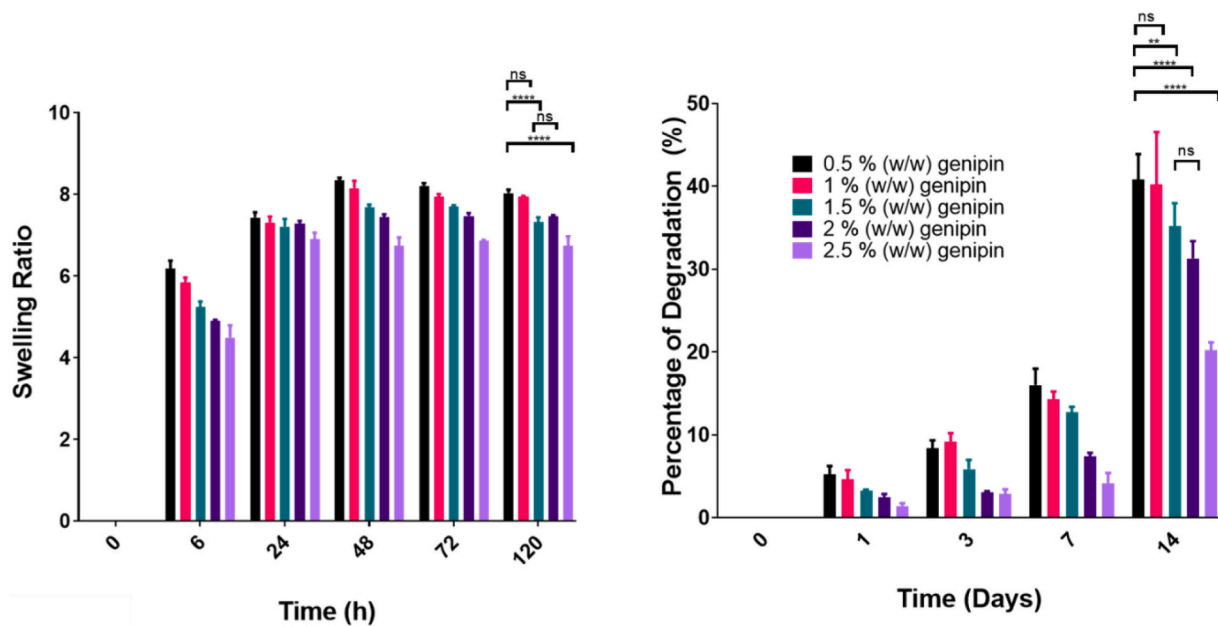 ns
****
ns
****
10
8
6
4
2
0
Swelling Ratio
0
6
24
48
72
120
Time (h)
ns
**
****
****
ns
50
40
30
20
10
0
Percentage of Degradation (%)
0.5 % (w/w) genipin
1 % (w/w) genipin
1.5 % (w/w) genipin
2 % (w/w) genipin
2.5 % (w/w) genipin
0
1
3
7
14
Time (Days)